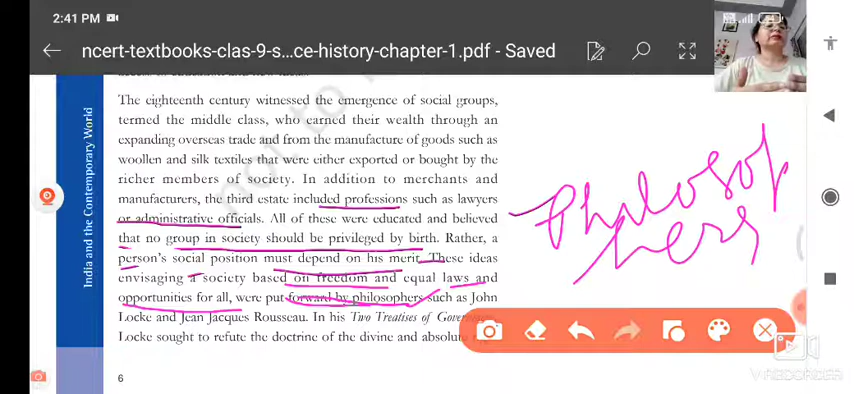 2:41 PM
ncert-textbooks-clas-9-s...ce-history-chapter-1.pdf - Saved
India and the Contemporary World
The eighteenth century witnessed the emergence of social groups,
termed the middle class, who earned their wealth through an
expanding overseas trade and from the manufacture of goods such as
woollen and silk textiles that were either exported or bought by the
richer members of society. In addition to merchants and
manufacturers, the third estate included professions such as lawyers
or administrative officials. All of these were educated and believed
that no group in society should be privileged by birth. Rather, a
person's social position must depend on his merit. These ideas
envisaging a society based on freedom and equal laws and
opportunities for all, were put forward by philosophers such as John
Locke and Jean Jacques Rousseau. In his Two Treatises of
Locke sought to refute the doctrine of the divine and absolute
6
Philosop
hers